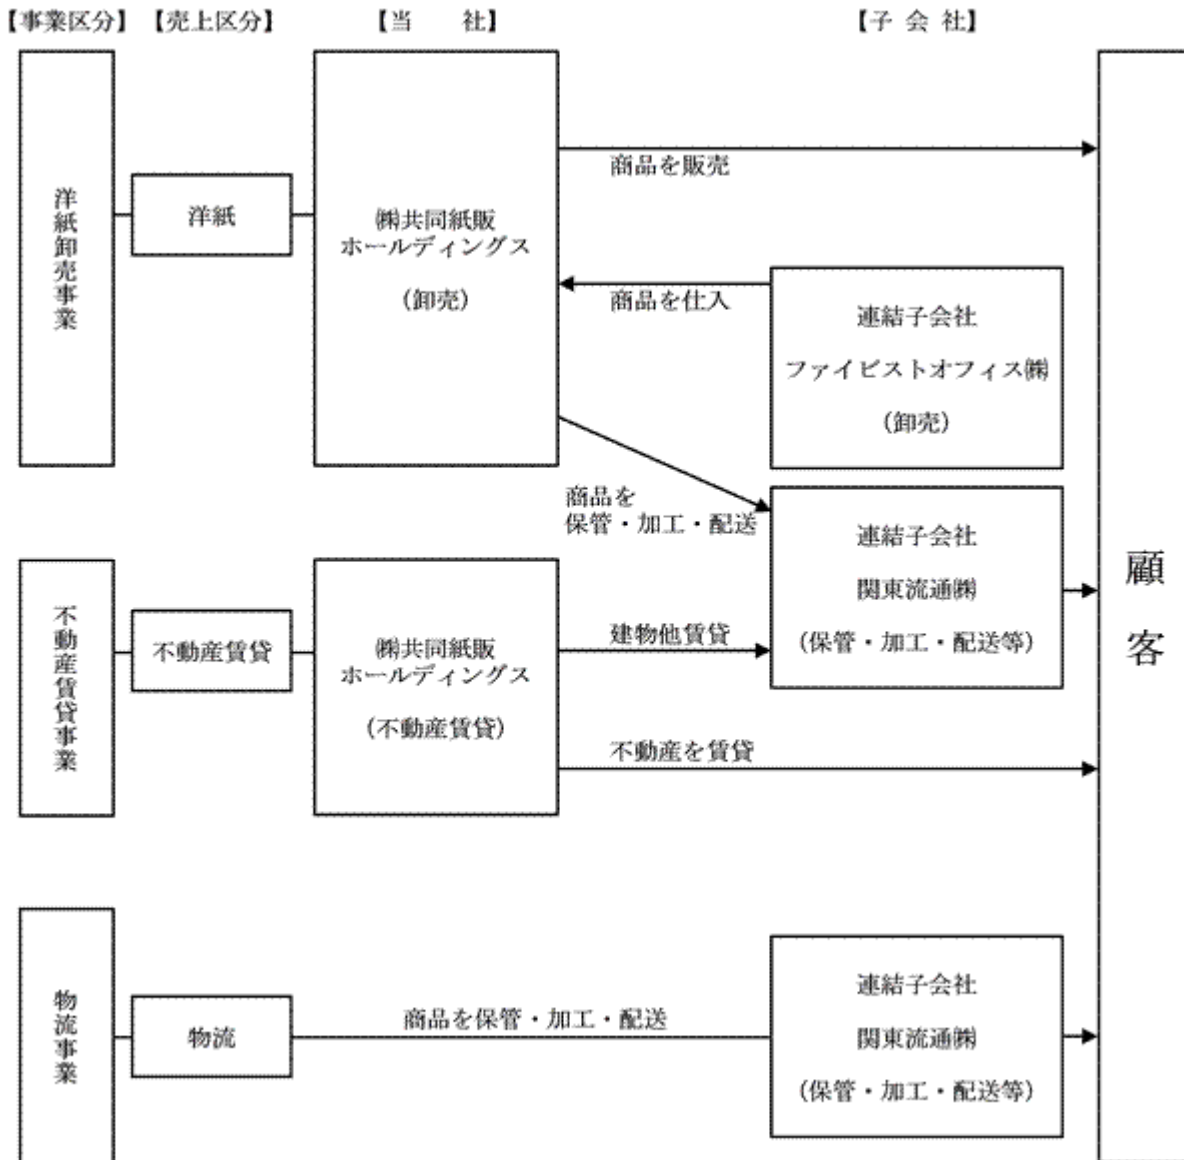 【事業区分】 【売上区分】 【当　　社】 【子 会 社】
洋紙卸売事業
洋紙
㈱共同紙販
ホールディングス
（卸売）
商品を販売
商品を仕入
連結子会社
ファイビストオフィス㈱
（卸売）
商品を
保管・加工・配送
連結子会社
関東流通㈱
（保管・加工・配送等）
不動産賃貸事業
不動産賃貸
㈱共同紙販
ホールディングス
（不動産賃貸）
建物他賃貸
不動産を賃貸
物流事業
物流
商品を保管・加工・配送
連結子会社
関東流通㈱
（保管・加工・配送等）
顧客